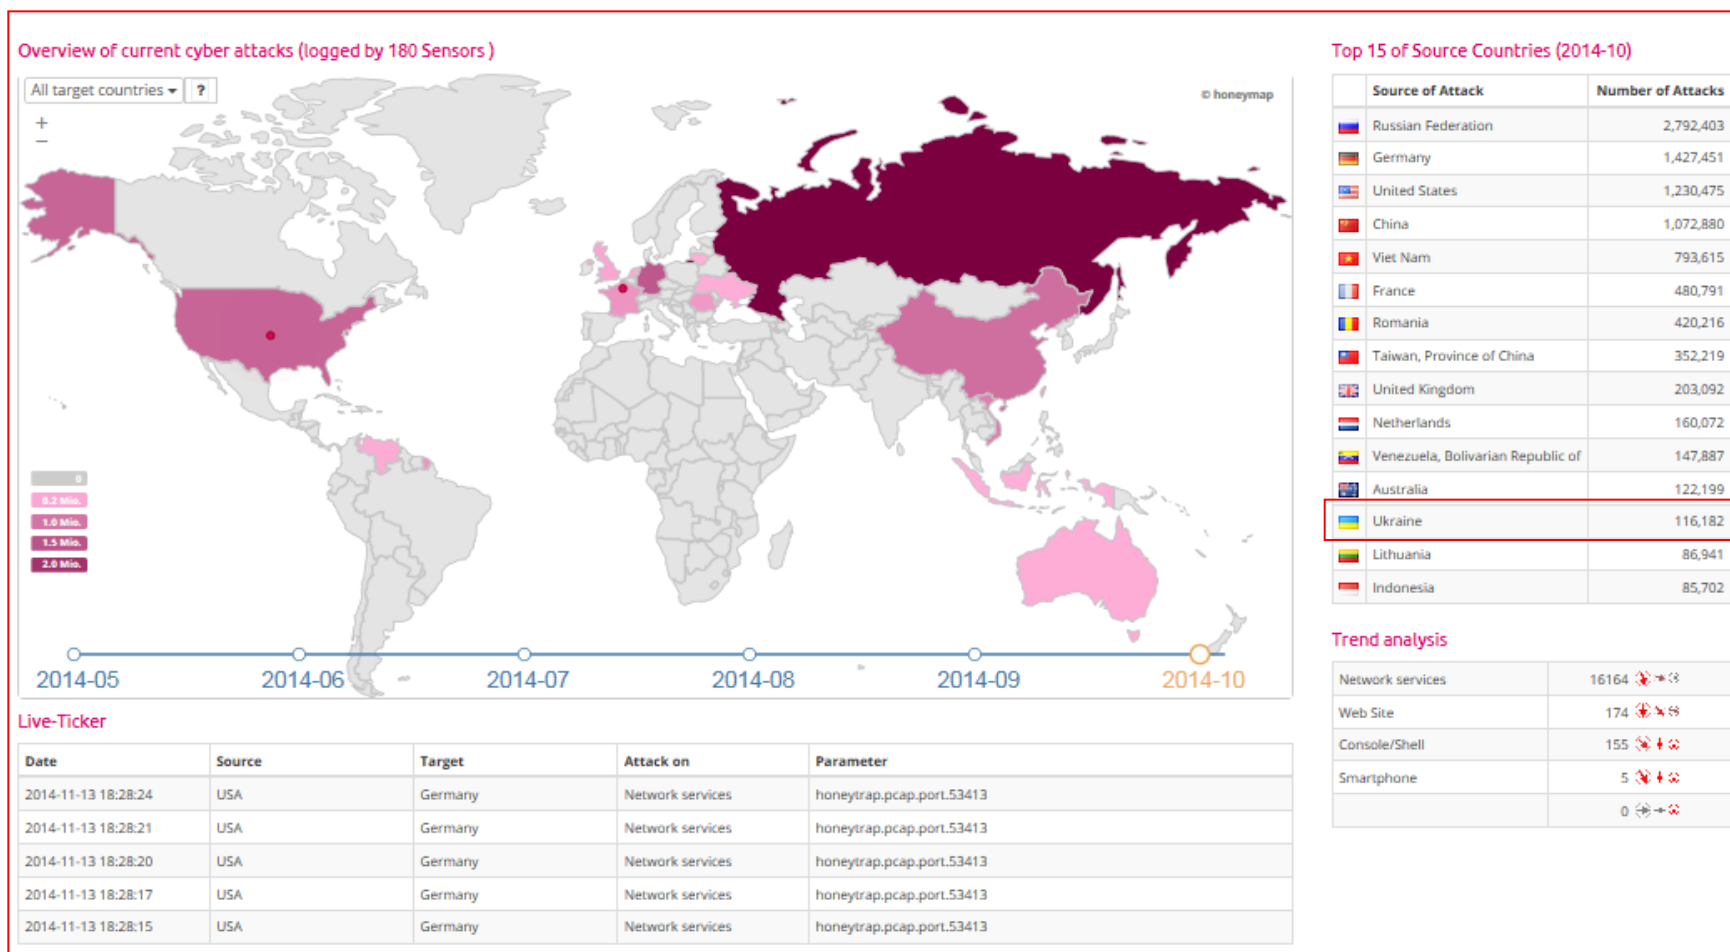 Overview of current cyber attacks (logged by 180 Sensors )
All target countries ?
+
−
© honeymap
0
0.2 Mio.
1.0 Mio.
1.5 Mio.
2.0 Mio.
2014-05 2014-06 2014-07 2014-08 2014-09 2014-10
Live-Ticker
Date Source Target Attack on Parameter
2014-11-13 18:28:24 USA Germany Network services honeytrap.pcap.port.53413
2014-11-13 18:28:21 USA Germany Network services honeytrap.pcap.port.53413
2014-11-13 18:28:20 USA Germany Network services honeytrap.pcap.port.53413
2014-11-13 18:28:17 USA Germany Network services honeytrap.pcap.port.53413
2014-11-13 18:28:15 USA Germany Network services honeytrap.pcap.port.53413
Top 15 of Source Countries (2014-10)
Source of Attack Number of Attacks
Russian Federation 2,792,403
Germany 1,427,451
United States 1,230,475
China 1,072,880
Viet Nam 793,615
France 480,791
Romania 420,216
Taiwan, Province of China 352,219
United Kingdom 203,092
Netherlands 160,072
Venezuela, Bolivarian Republic of 147,887
Australia 122,199
Ukraine 116,182
Lithuania 86,941
Indonesia 85,702
Trend analysis
Network services 16164
Web Site 174
Console/Shell 155
Smartphone 5
0